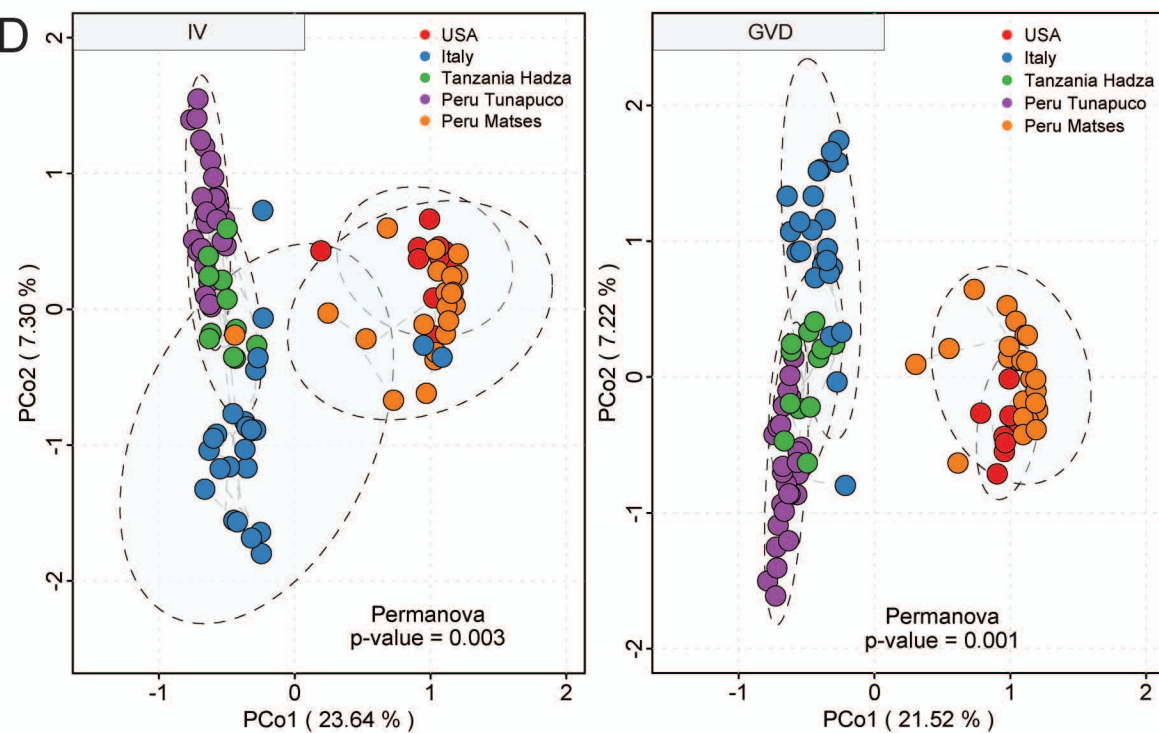 D
IV
USA
Italy
Tanzania Hadza
Peru Tunapuco
Peru Matses
PCo2 ( 7.30 % )
2
1
0
-1
-2
Permanova
p-value = 0.003
-1
0
1
2
PCo1 ( 23.64 % )
GVD
USA
Italy
Tanzania Hadza
Peru Tunapuco
Peru Matses
PCo2 ( 7.22 % )
2
1
0
-1
-2
Permanova
p-value = 0.001
-1
0
1
2
PCo1 ( 21.52 % )